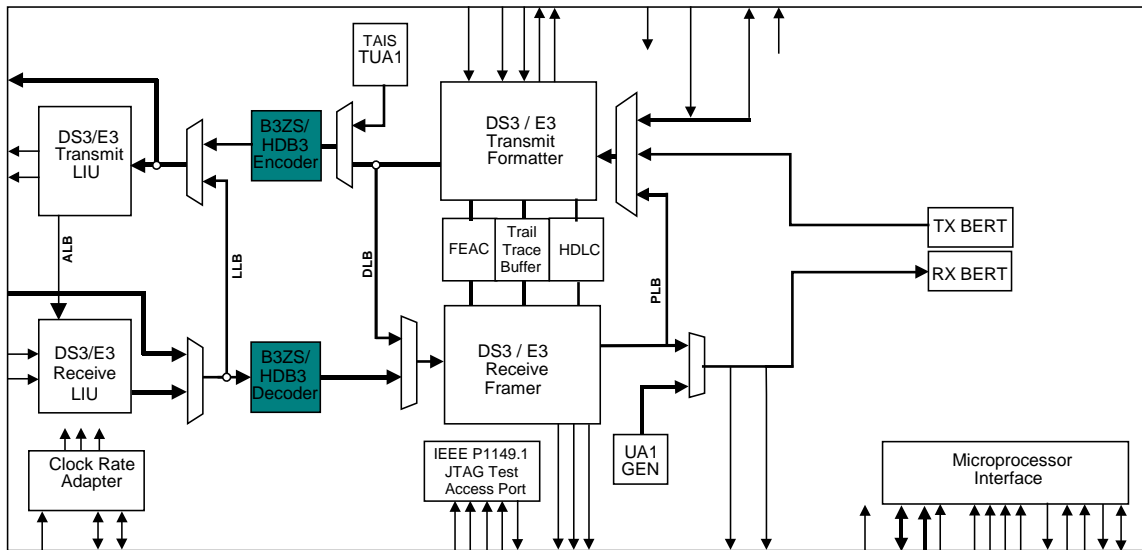 TAIS
TUA1
DS3/E3
Transmit
LIU
B3ZS/
HDB3
Encoder
DS3 / E3
Transmit
Formatter
ALB
LLB
DLB
FEAC
Trail
Trace
Buffer
HDLC
PLB
TX BERT
RX BERT
DS3/E3
Receive
LIU
B3ZS/
HDB3
Decoder
DS3 / E3
Receive
Framer
Clock Rate
Adapter
IEEE P1149.1
JTAG Test
Access Port
UA1
GEN
Microprocessor
Interface